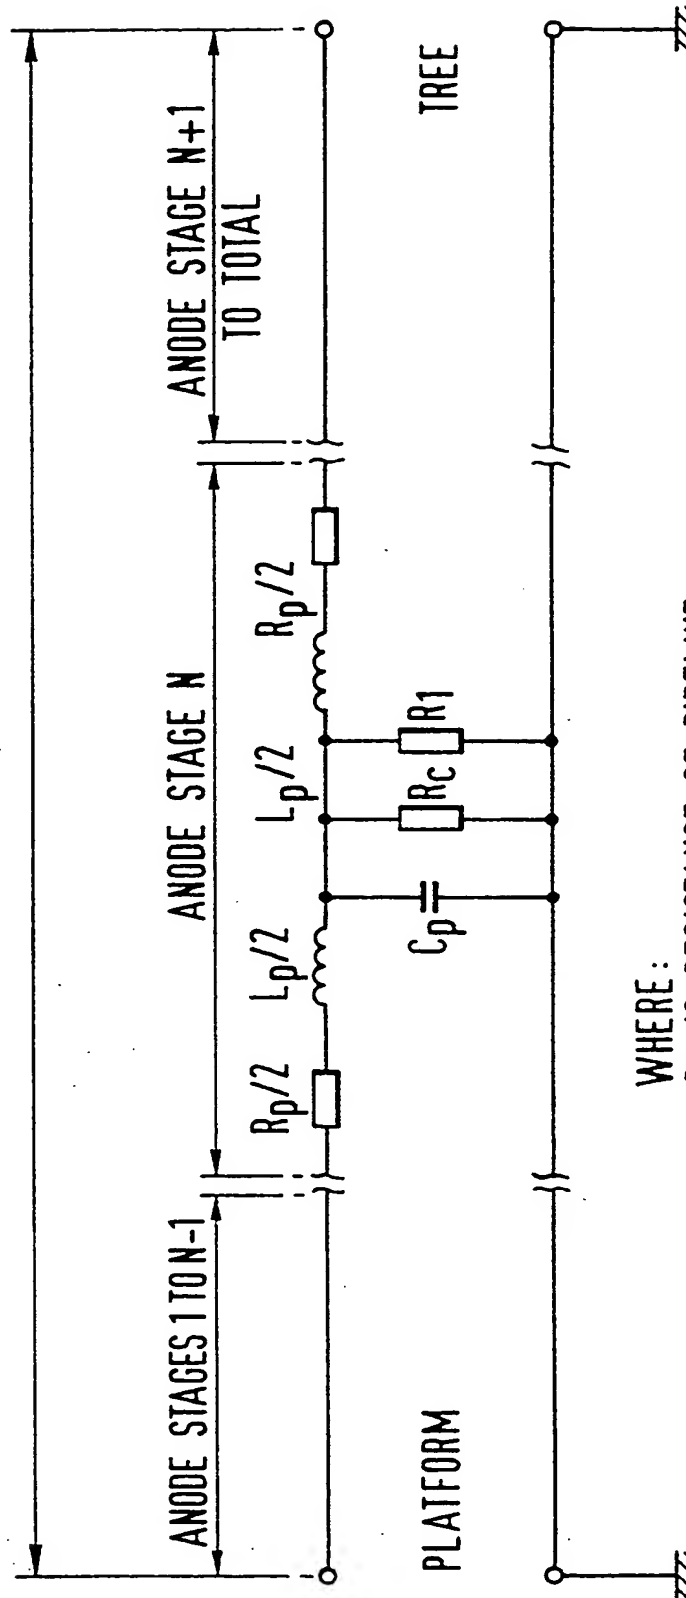 ANODE STAGES 1 TO N-1
ANODE STAGE N
ANODE STAGE N+1
TO TOTAL
Rp/2
Lp/2
Lp/2
Rp/2
Cp
RC
R1
PLATFORM
TREE
WHERE: